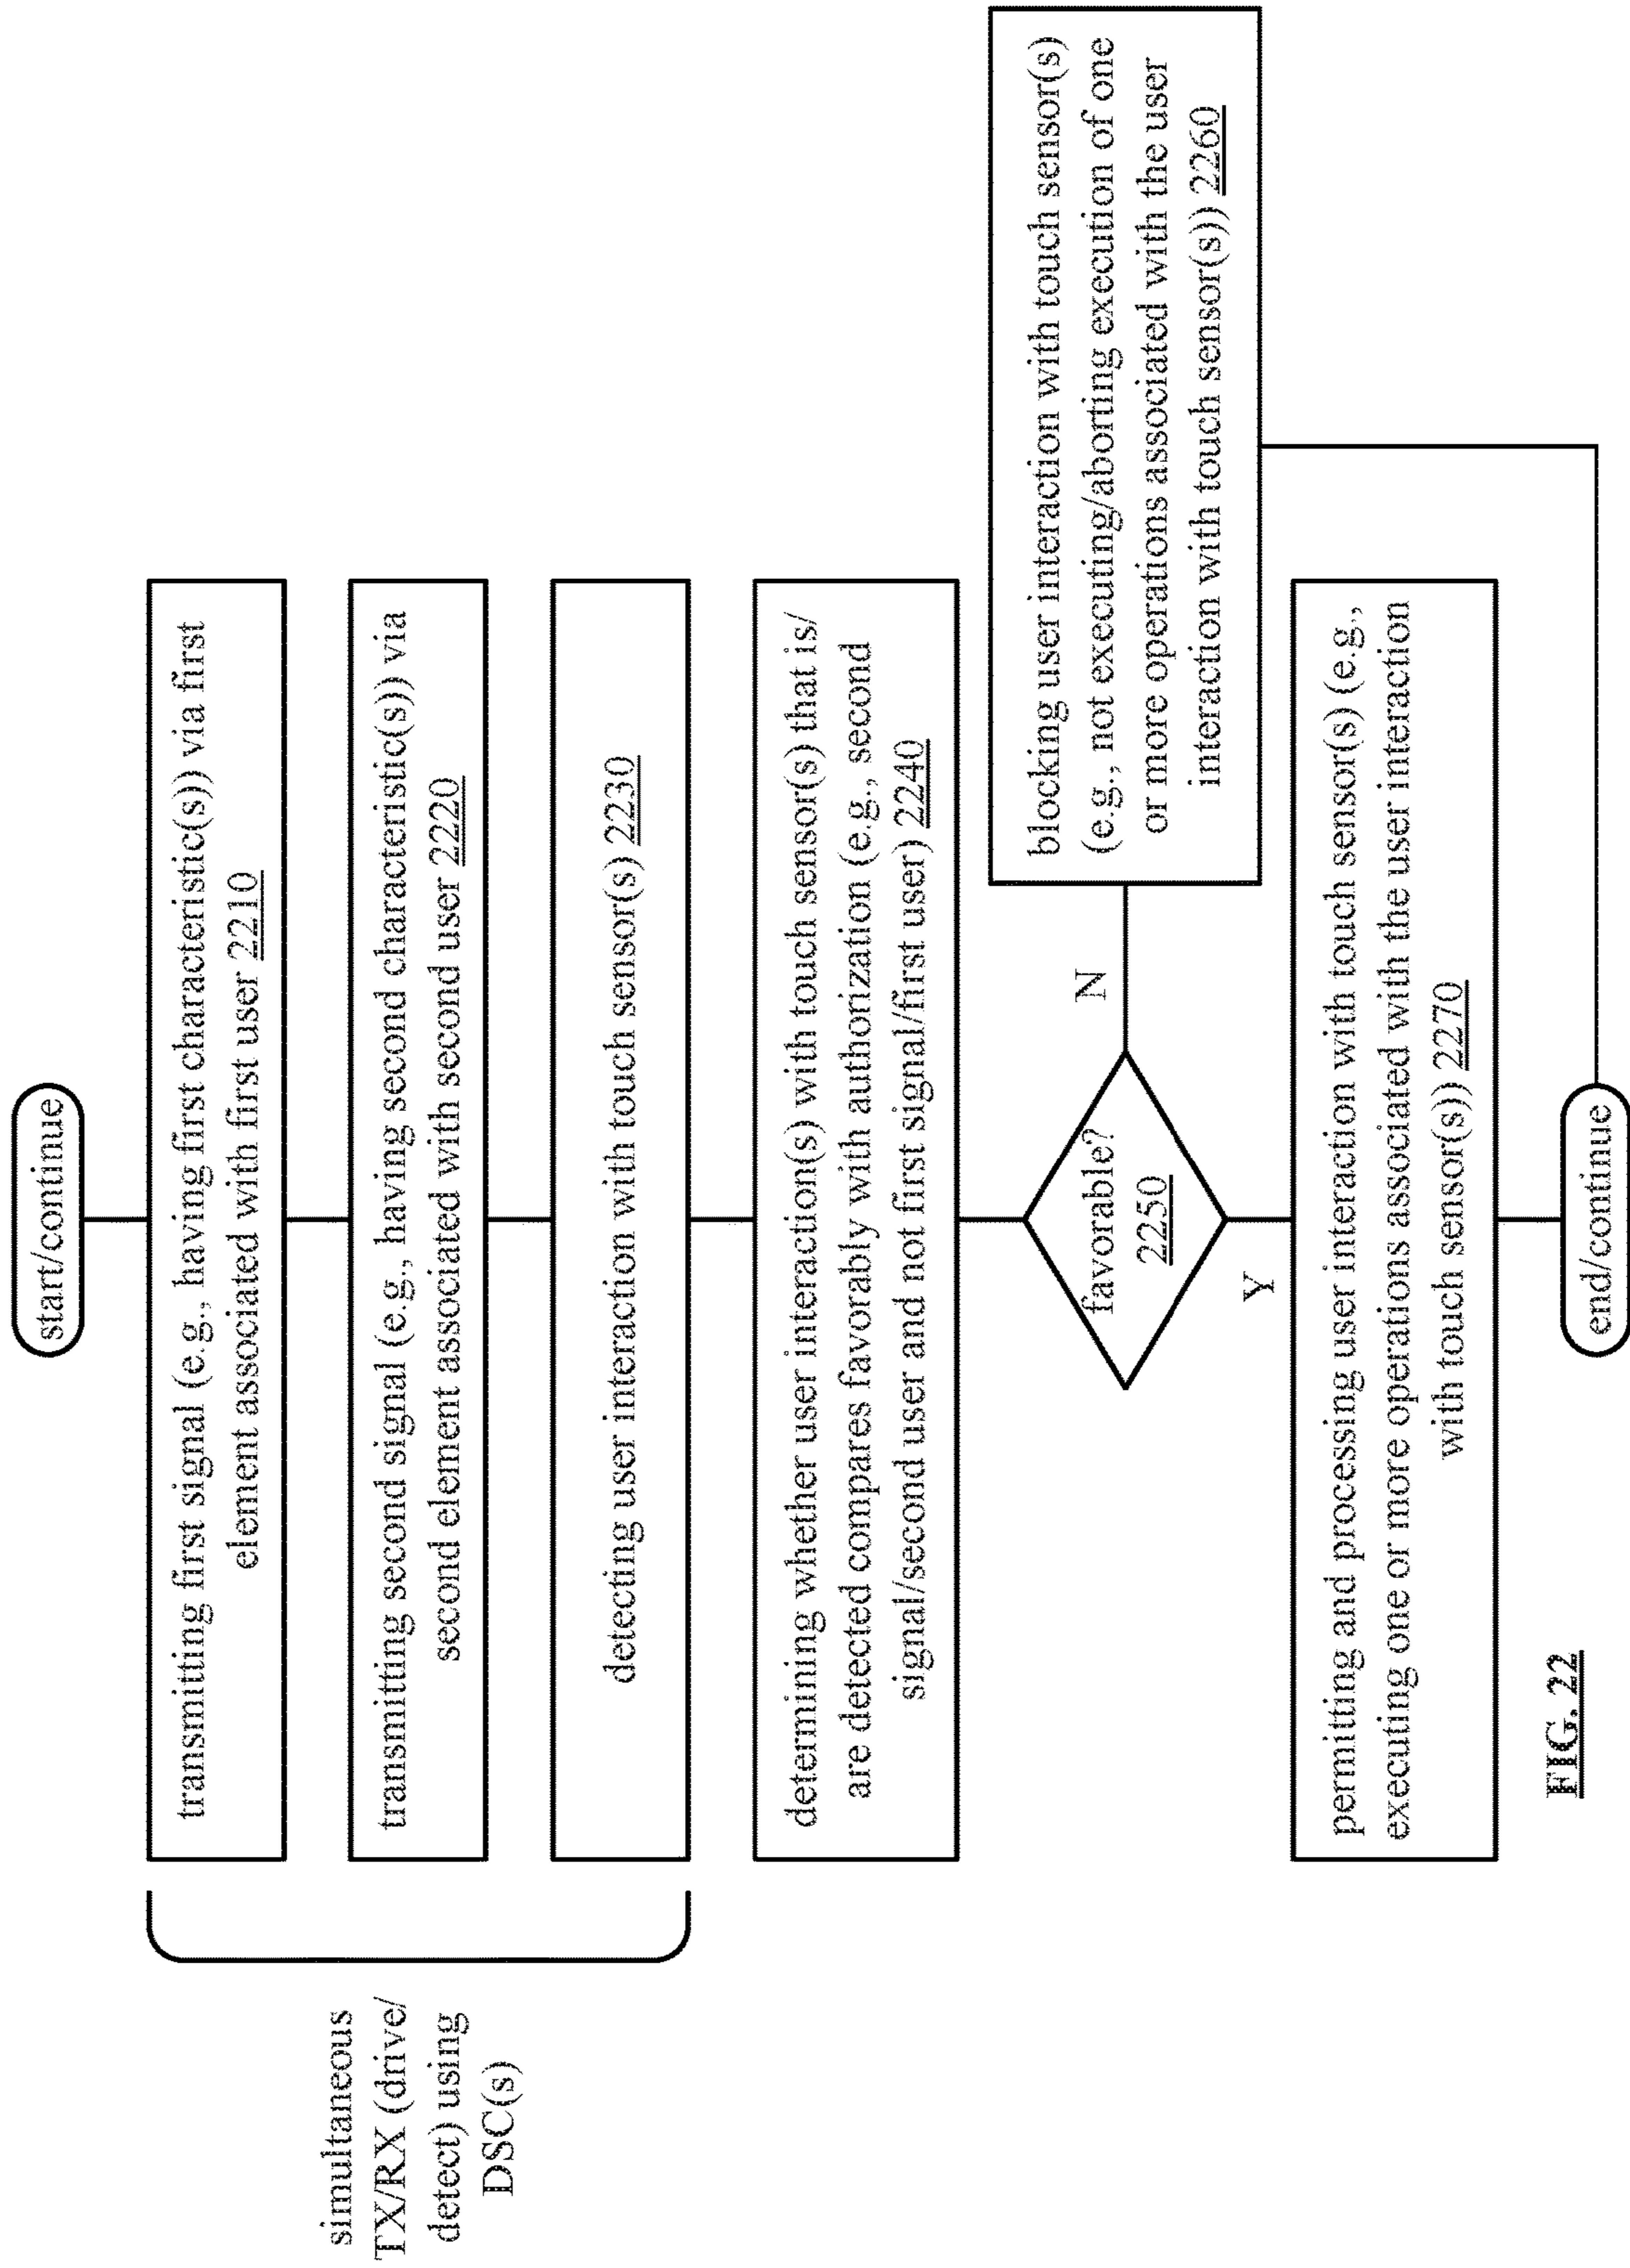 start/continue
transmitting first signal (e.g., having first characteristic(s)) via first
element associated with first user 2210
transmitting second signal (e.g., having second characteristic(s)) via
second element associated with second user 2220
detecting user interaction with touch sensor(s) 2230
simultaneous
TX/RX (drive/
detect) using
DSC(s)
determining whether user interaction(s) with touch sensor(s) that is/
are detected compares favorably with authorization (e.g., second
signal/second user and not first signal/first user) 2240
favorable?
2250
N
blocking user interaction with touch sensor(s)
(e.g., not executing/aborting execution of one
or more operations associated with the user
interaction with touch sensor(s)) 2260
Y
permitting and processing user interaction with touch sensor(s) (e.g.,
executing one or more operations associated with the user interaction
with touch sensor(s)) 2270
end/continue
FIG. 22